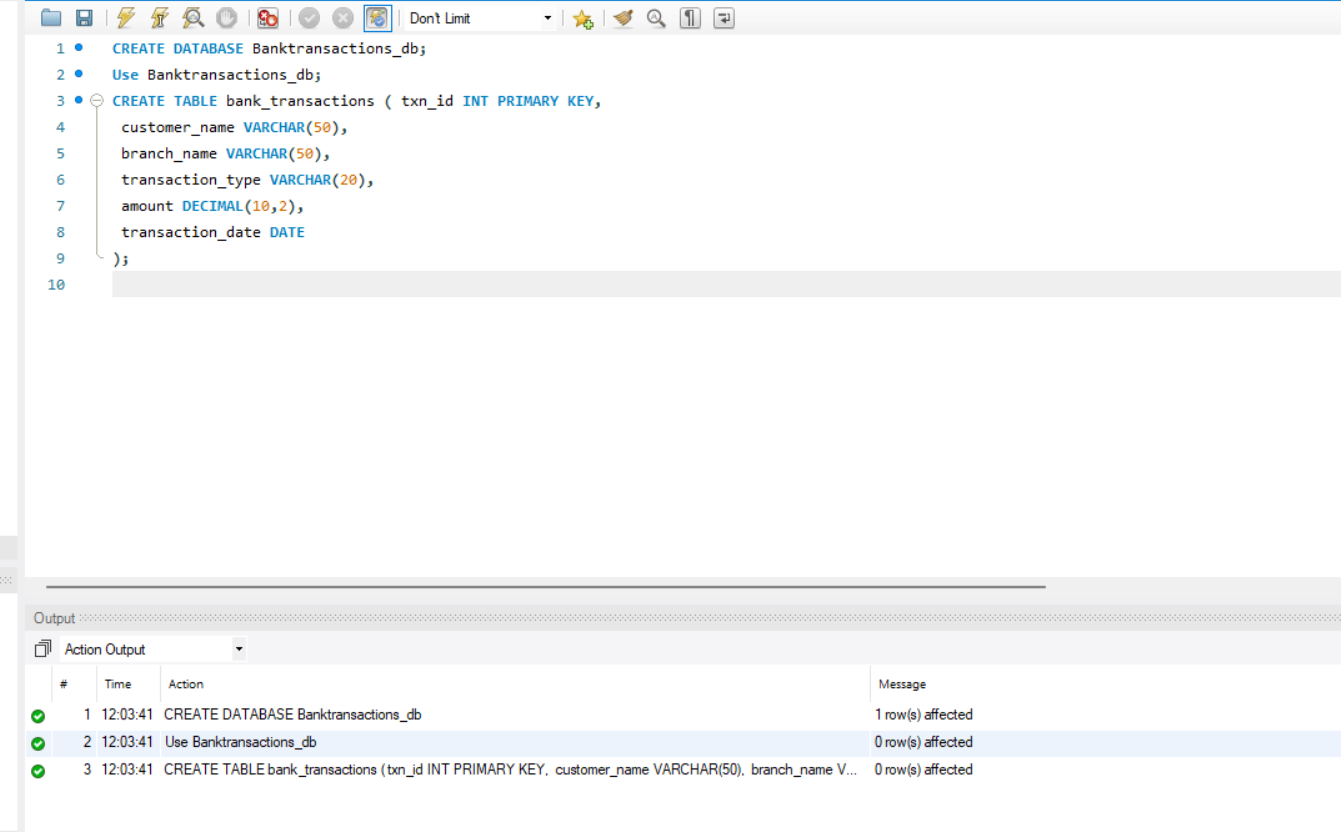 Don't Limit
1 CREATE DATABASE Banktransactions_db;
2 Use Banktransactions_db;
3 CREATE TABLE bank_transactions ( txn_id INT PRIMARY KEY,
4 customer_name VARCHAR(50),
5 branch_name VARCHAR(50),
6 transaction_type VARCHAR(20),
7 amount DECIMAL(10,2),
8 transaction_date DATE
9 );
10
Output
Action Output
# Time Action Message
1 12:03:41 CREATE DATABASE Banktransactions_db 1 row(s) affected
2 12:03:41 Use Banktransactions_db 0 row(s) affected
3 12:03:41 CREATE TABLE bank_transactions ( txn_id INT PRIMARY KEY, customer_name VARCHAR(50), branch_name V... 0 row(s) affected